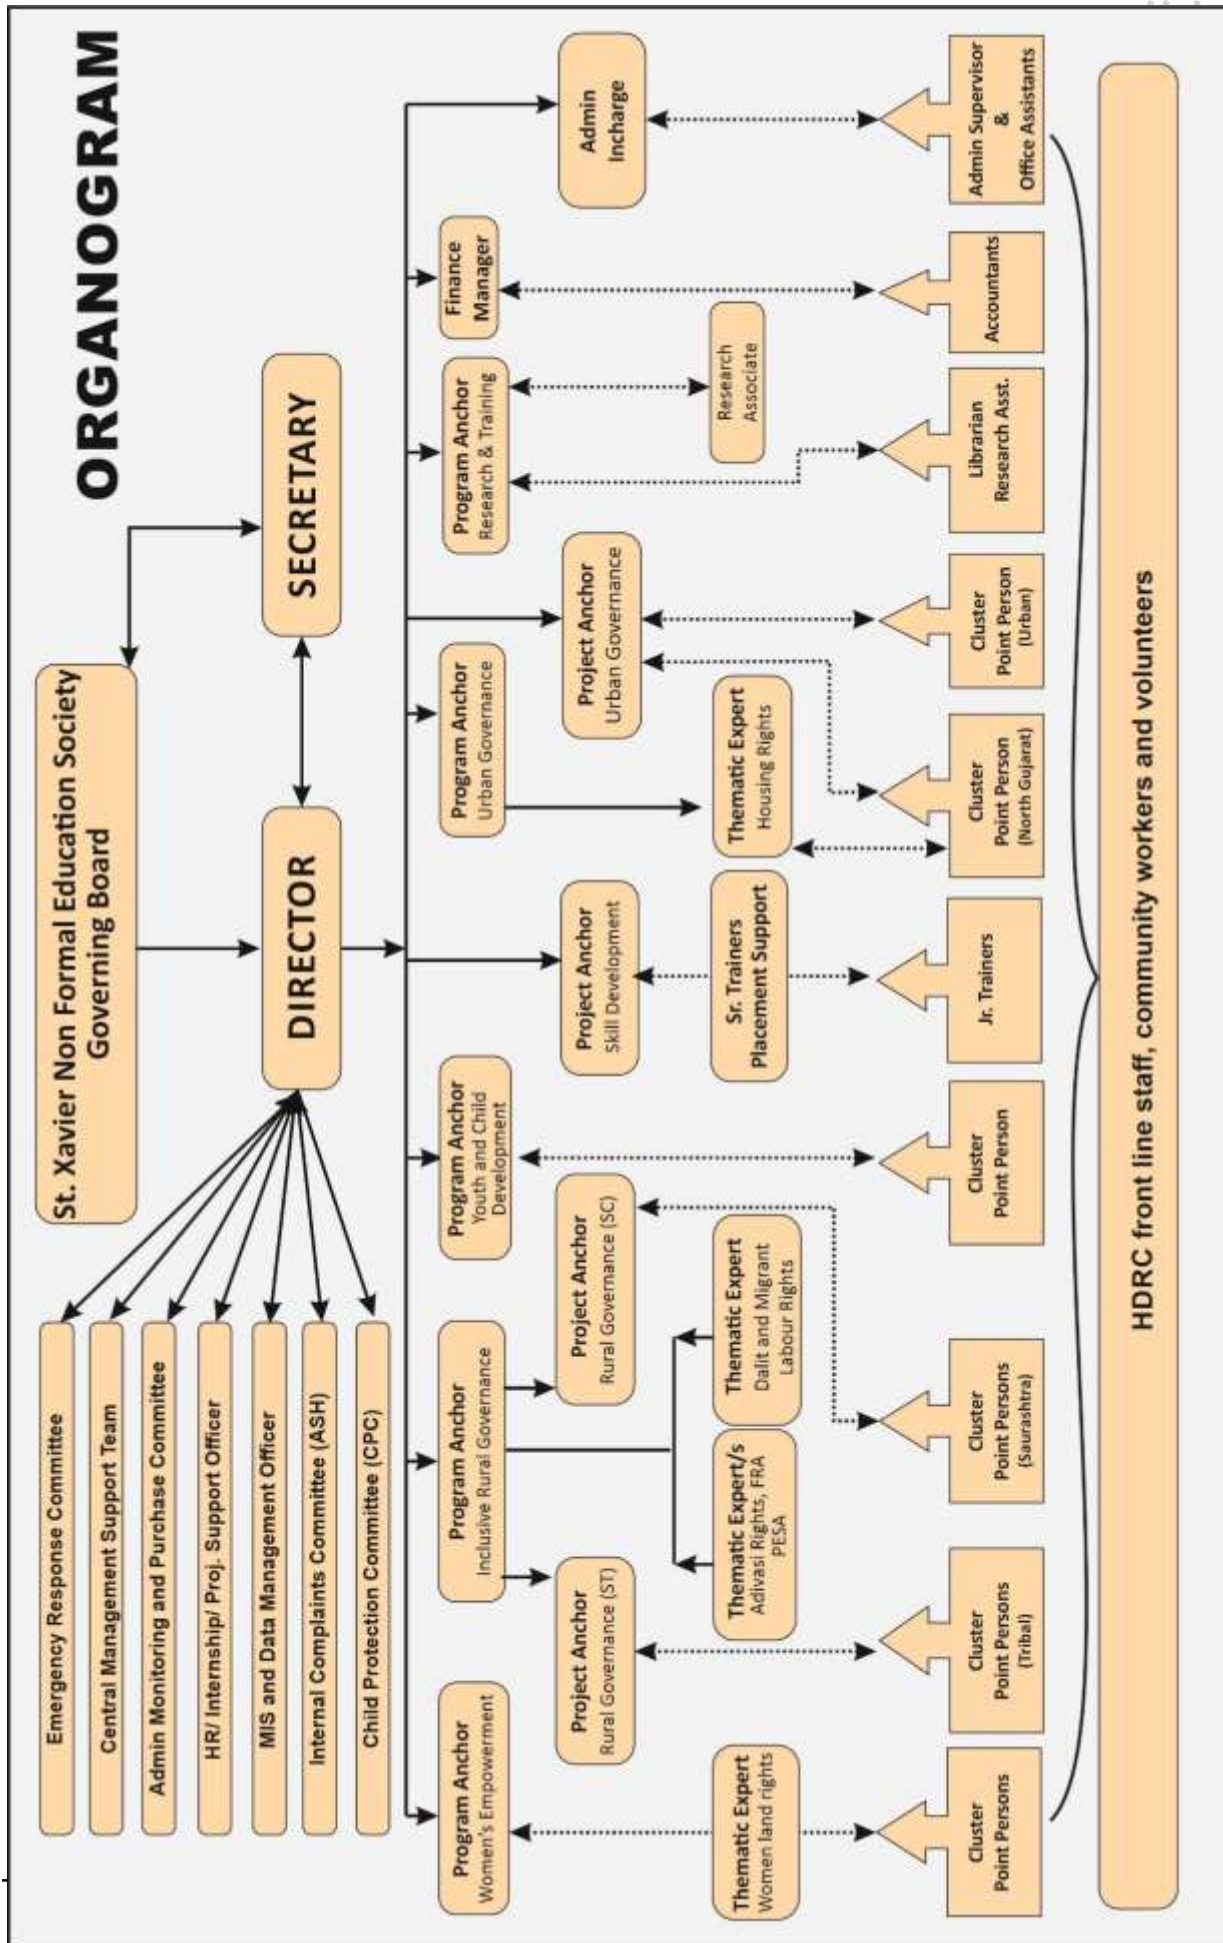 ORGANOGRAM
St. Xavier Non Formal Education Society
Governing Board
DIRECTOR
SECRETARY
Emergency Response Committee
Central Management Support Team
Admin Monitoring and Purchase Committee
HR/ Internship/ Proj. Support Officer
MIS and Data Management Officer
Internal Complaints Committee (ASH)
Child Protection Committee (CPC)
Program Anchor
Women's Empowerment
Program Anchor
Inclusive Rural Governance
Program Anchor
Youth and Child
Development
Program Anchor
Urban Governance
Program Anchor
Research & Training
Finance
Manager
Admin
Incharge
Project Anchor
Rural Governance (ST)
Project Anchor
Rural Governance (SC)
Project Anchor
Skill Development
Project Anchor
Urban Governance
Thematic Expert
Women land rights
Thematic Expert/s
Adivasi Rights, FRA
PESA
Thematic Expert
Dalit and Migrant
Labour Rights
Sr. Trainers
Placement Support
Thematic Expert
Housing Rights
Research
Associate
Cluster
Point Persons
Cluster
Point Persons
(Tribal)
Cluster
Point Persons
(Saurashtra)
Cluster
Point Person
Jr. Trainers
Cluster
Point Person
(North Gujarat)
Cluster
Point Person
(Urban)
Librarian
Research Asst.
Accountants
Admin Supervisor
&
Office Assistants
HDRC front line staff, community workers and volunteers